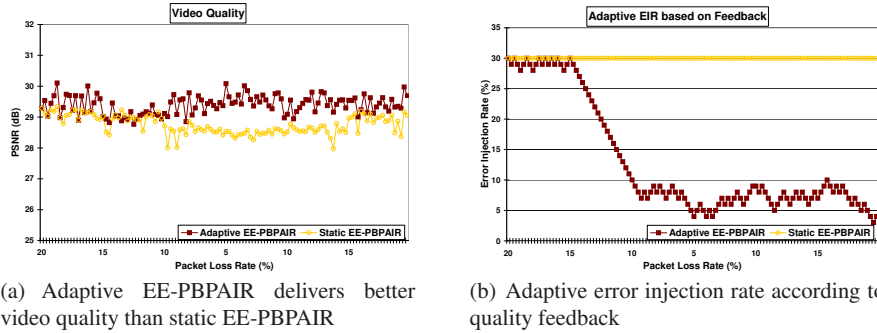 Video Quality
32
31
30
29
28
27
26
25
PSNR (dB)
20 15 10 5 10 15
Packet Loss Rate (%)
Adaptive EE-PBPAIR Static EE-PBPAIR
(a) Adaptive EE-PBPAIR delivers better
video quality than static EE-PBPAIR
Adaptive EIR based on Feedback
35
30
25
20
15
10
5
0
Error Injection Rate (%)
20 15 10 5 10 15
Packet Loss Rate (%)
Adaptive EE-PBPAIR Static EE-PBPAIR
(b) Adaptive error injection rate according to
quality feedback